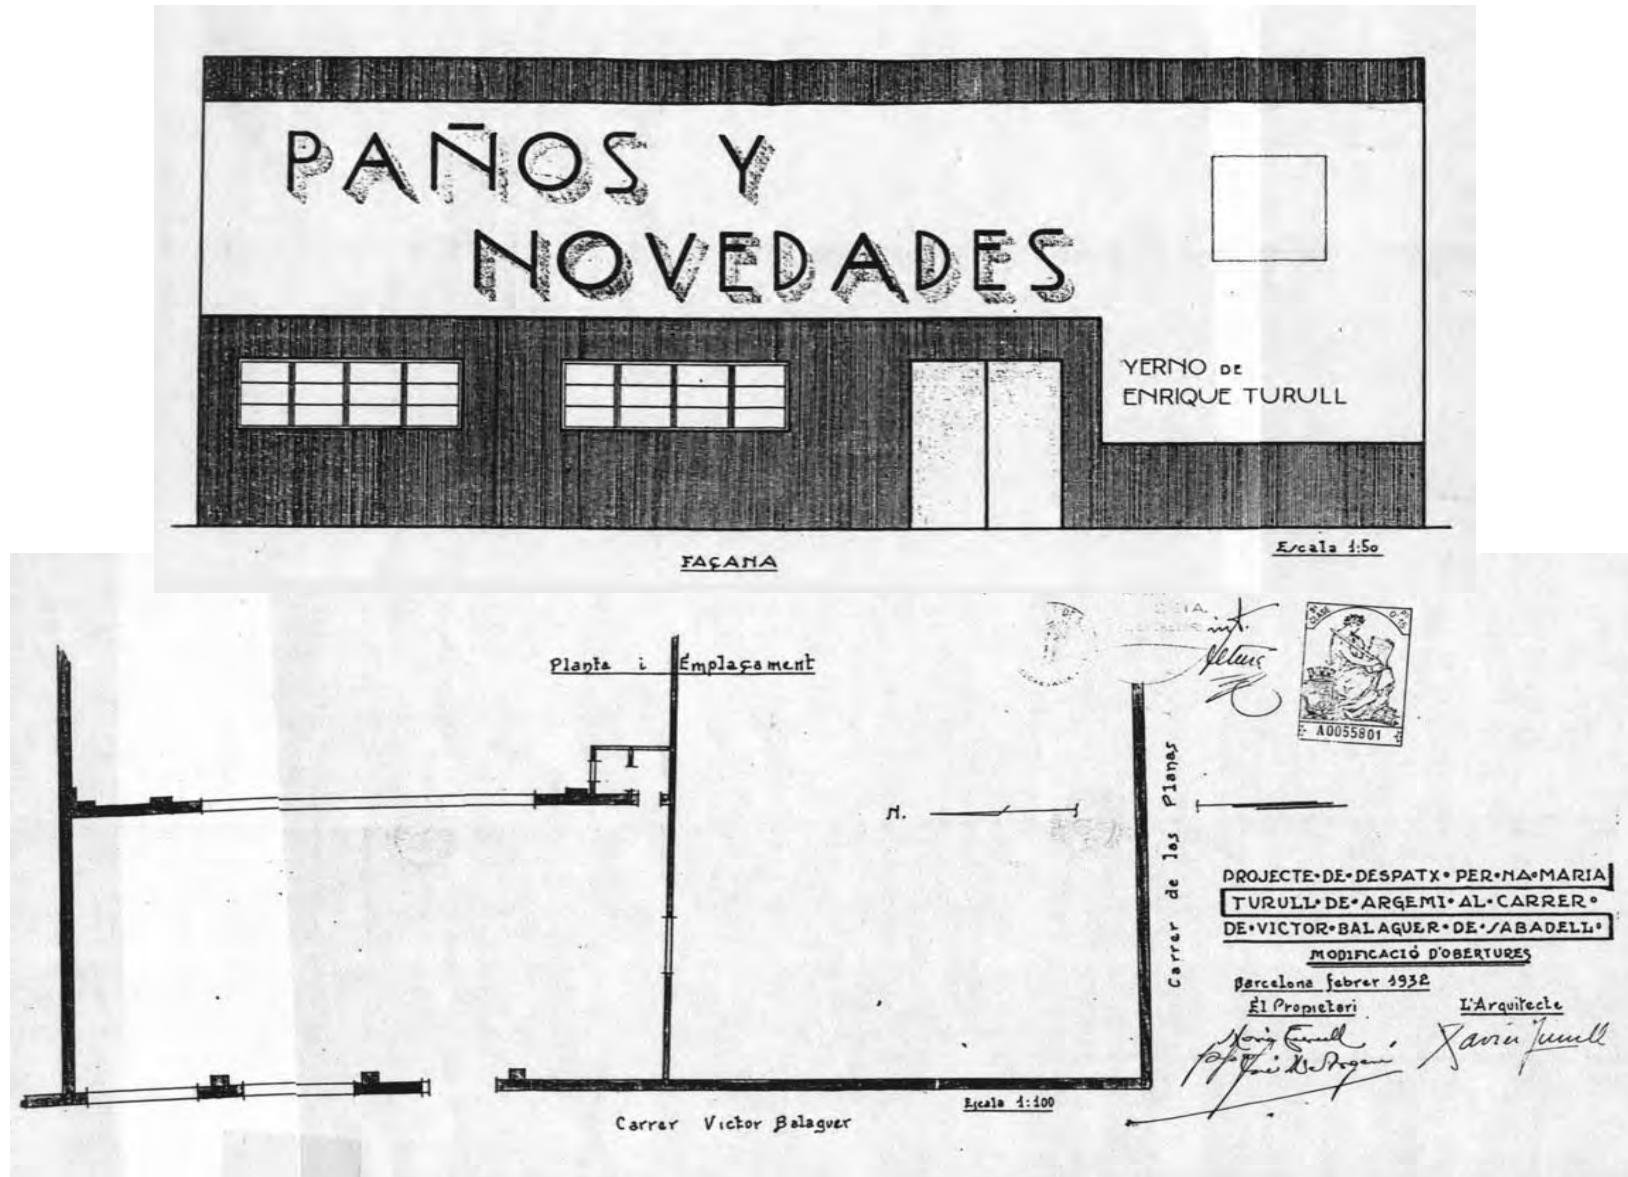 PAÑOS Y
NOVEDADES
YERNO DE
ENRIQUE TURULL
FAÇANA
Escala 1:50
Planta i Emplaçament
A0055801
N.
Carrer de las Planas
PROJECTE·DE·DESPATX·PER·NA·MARIA
TURULL·DE·ARGEMI·AL·CARRER·
DE·VICTOR·BALAGUER·DE·SABADELL·
MODIFICACIÓ D'OBERTURES
Barcelona febrer 1932
El Propietari
L'Arquitecte
Xavier Turull
Escala 1:100
Carrer Victor Balaguer